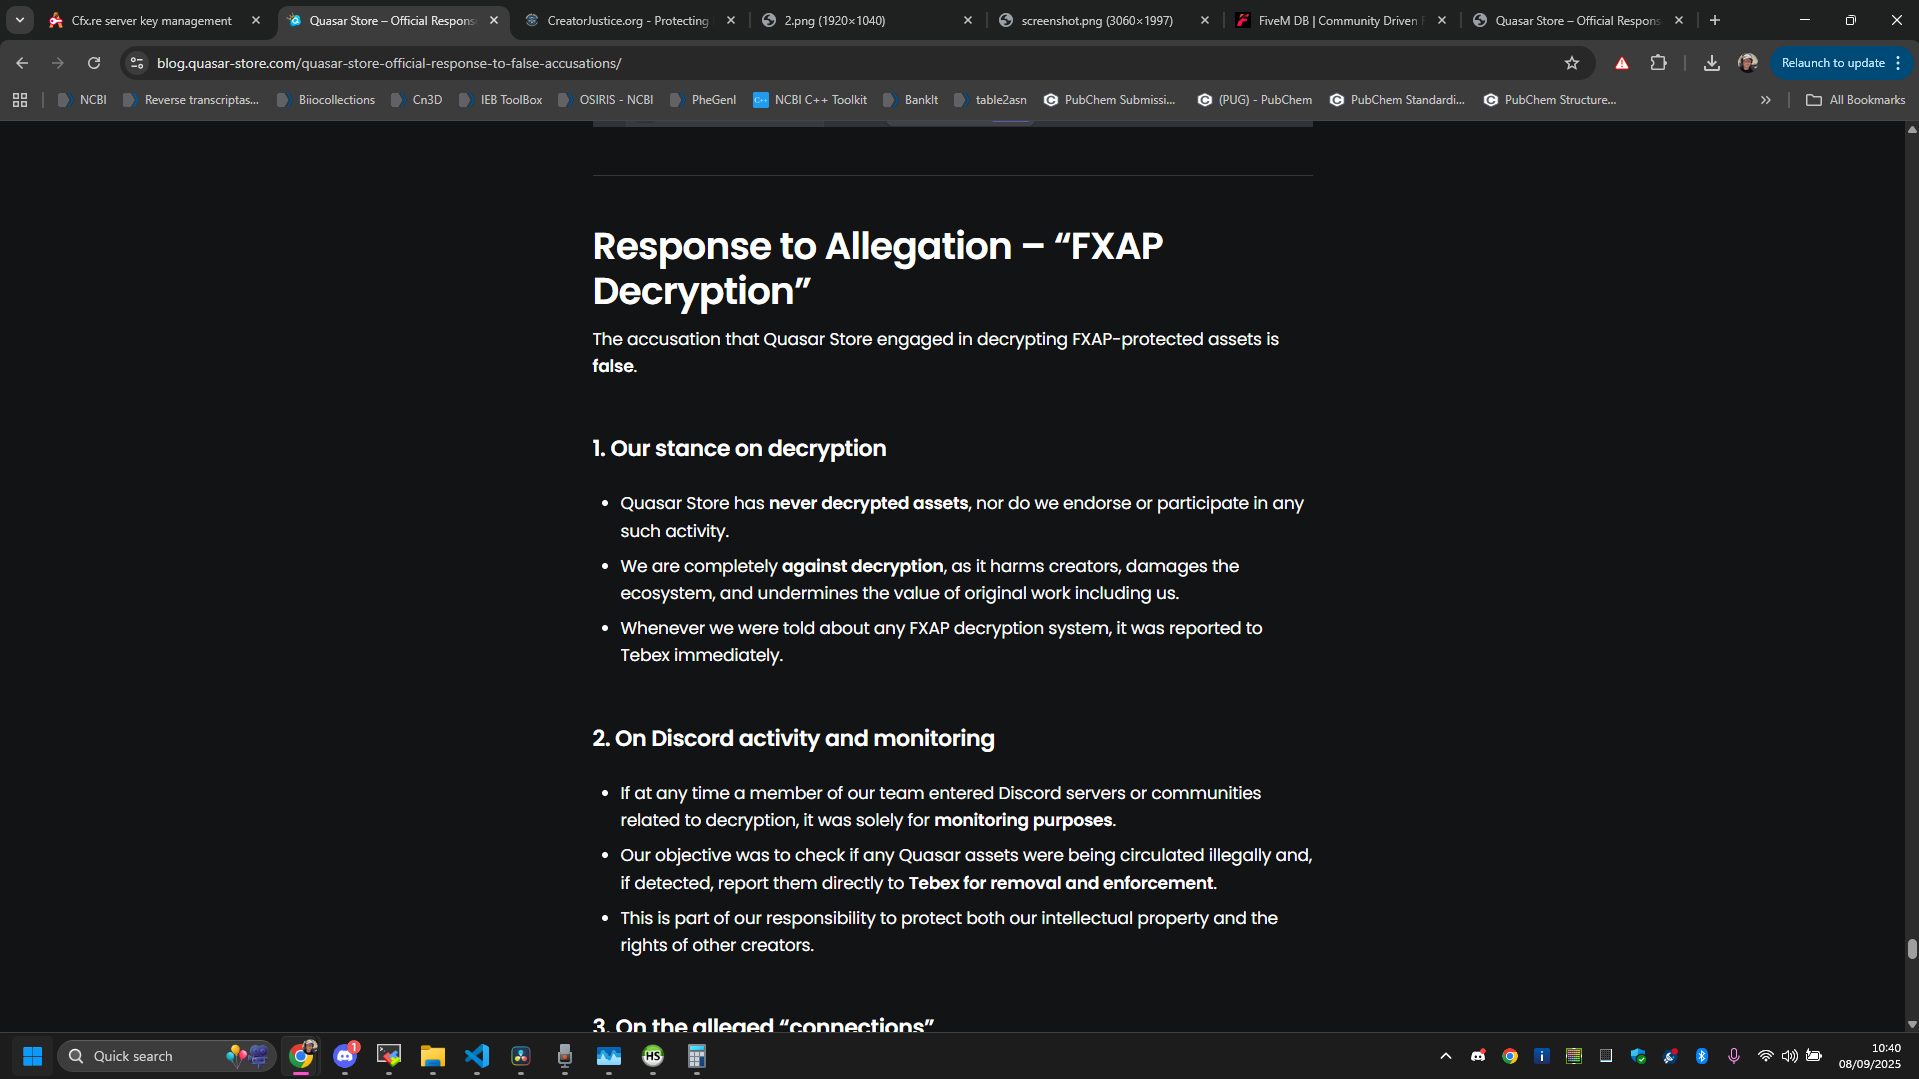 Cfx.re server key management
Quasar Store – Official Respons
CreatorJustice.org - Protecting
2.png (1920×1040)
screenshot.png (3060×1997)
FiveM DB | Community Driven
Quasar Store – Official Respons
blog.quasar-store.com/quasar-store-official-response-to-false-accusations/
Relaunch to update
NCBI
Reverse transcriptas...
Biiocollections
Cn3D
IEB ToolBox
OSIRIS - NCBI
PheGenI
C++
NCBI C++ Toolkit
BankIt
table2asn
PubChem Submissi...
(PUG) - PubChem
PubChem Standardi...
PubChem Structure...
All Bookmarks
Response to Allegation – “FXAP
Decryption”
The accusation that Quasar Store engaged in decrypting FXAP-protected assets is
false.
1. Our stance on decryption
• Quasar Store has never decrypted assets, nor do we endorse or participate in any
such activity.
• We are completely against decryption, as it harms creators, damages the
ecosystem, and undermines the value of original work including us.
• Whenever we were told about any FXAP decryption system, it was reported to
Tebex immediately.
2. On Discord activity and monitoring
• If at any time a member of our team entered Discord servers or communities
related to decryption, it was solely for monitoring purposes.
• Our objective was to check if any Quasar assets were being circulated illegally and,
if detected, report them directly to Tebex for removal and enforcement.
• This is part of our responsibility to protect both our intellectual property and the
rights of other creators.
3. On the alleged “connections”
Quick search
1
HS
10:40
08/09/2025